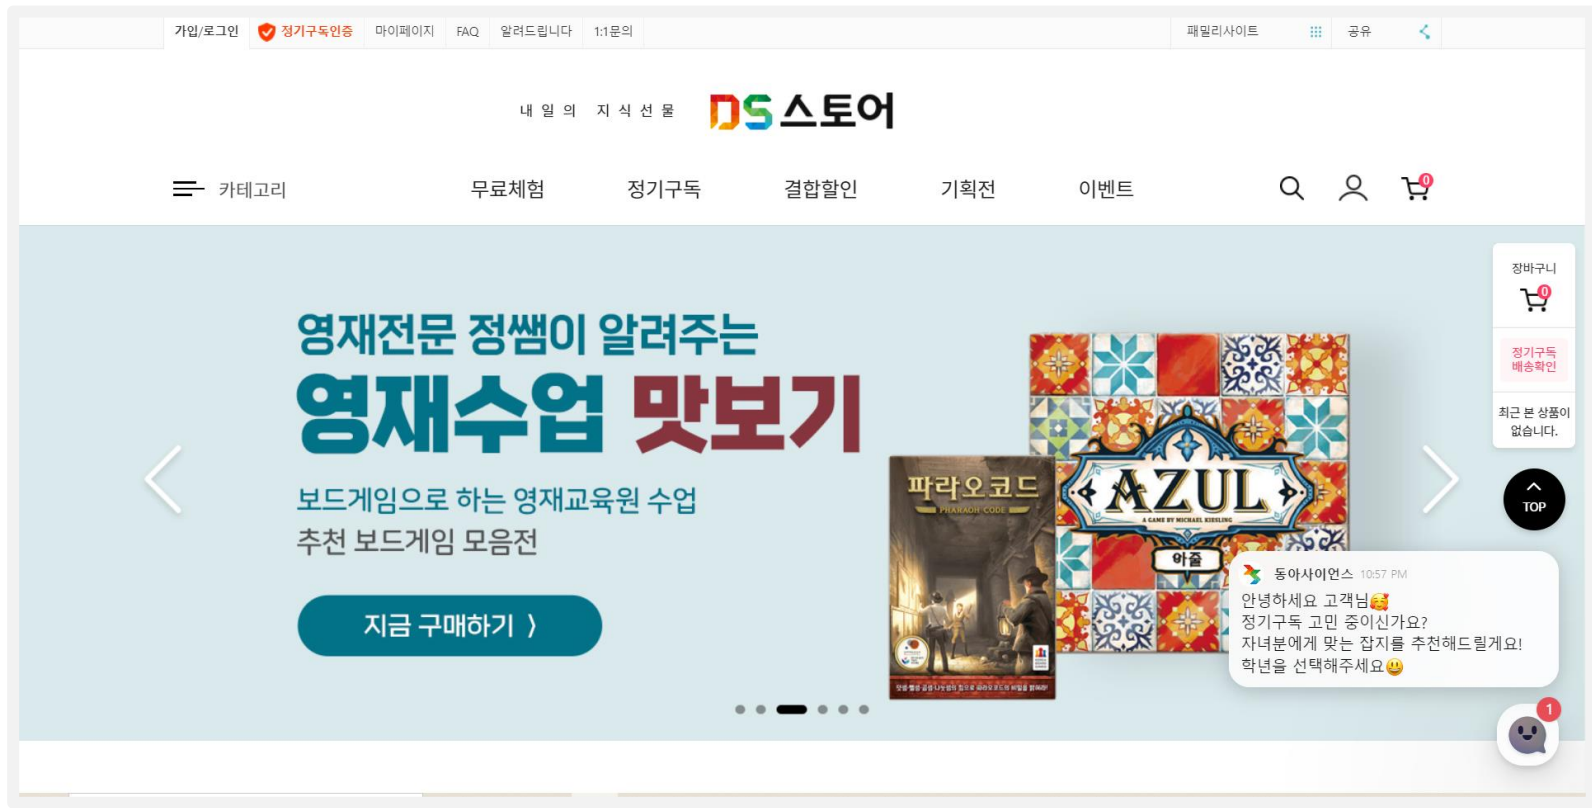 가입/로그인 정기구독인증 마이페이지 FAQ 알려드립니다 1:1문의 패밀리사이트 공유
내일의 지식선물 DS스토어
카테고리 무료체험 정기구독 결합할인 기획전 이벤트 0
영재전문 정쌤이 알려주는
영재수업 맛보기
보드게임으로 하는 영재교육원 수업
추천 보드게임 모음전
지금 구매하기 〉
파라오코드
PHARAOH CODE
AZUL
A GAME BY MICHAEL KIESLING
아줄
장바구니
0
정기구독
배송확인
최근 본 상품이
없습니다.
TOP
동아사이언스 10:57 PM
안녕하세요 고객님🥰
정기구독 고민 중이신가요?
자녀분에게 맞는 잡지를 추천해드릴게요!
학년을 선택해주세요😃
1